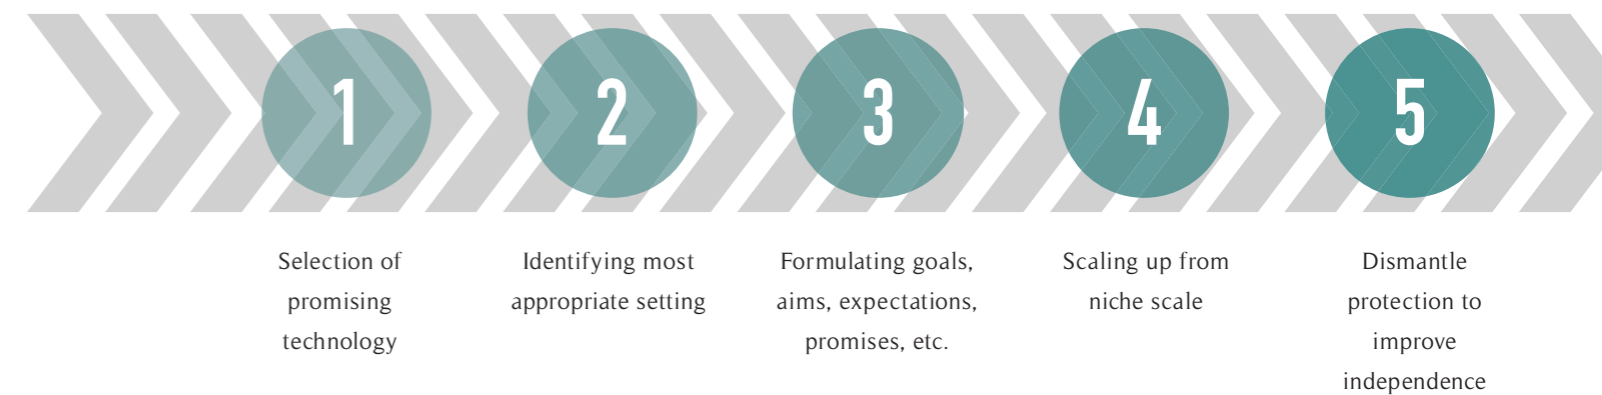 1
Selection of
promising
technology
2
Identifying most
appropriate setting
3
Formulating goals,
aims, expectations,
promises, etc.
4
Scaling up from
niche scale
5
Dismantle
protection to
improve
independence